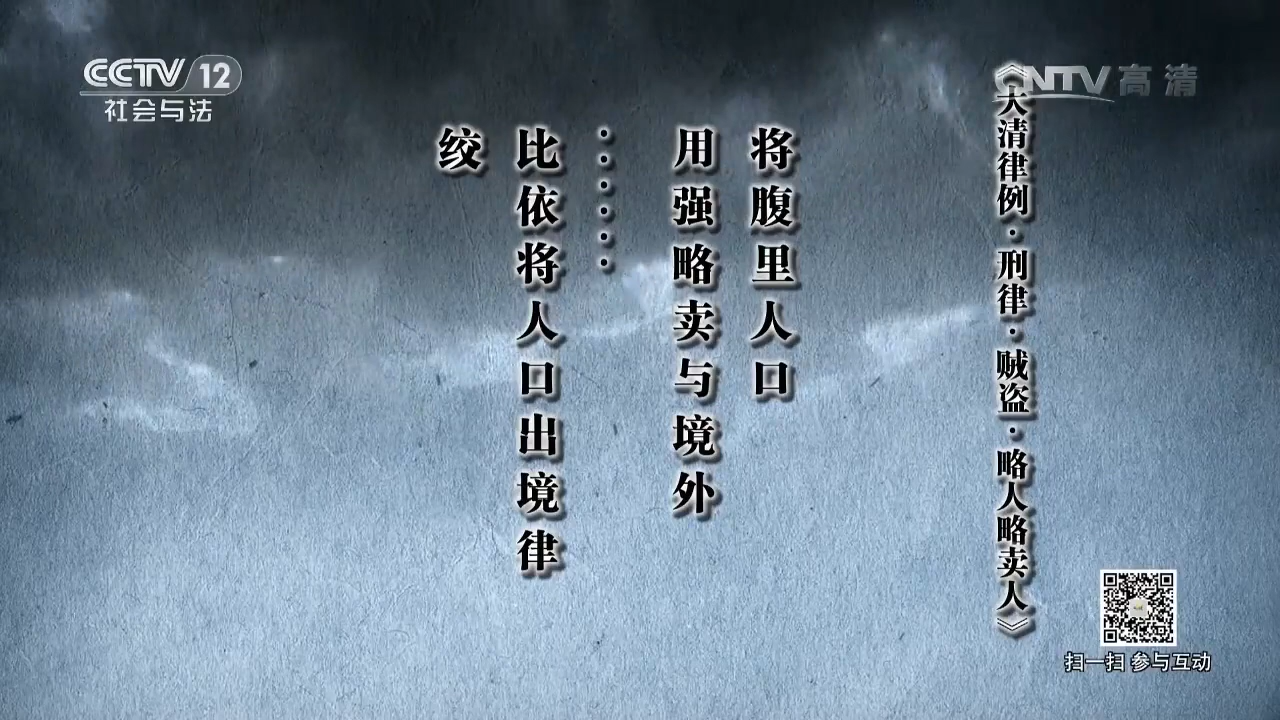 CCTV 12
社会与法
CNTV高清
《大清律例·刑律·贼盗·略人略卖人》
将腹里人口
用强略卖与境外
……
比依将人口出境律
绞
扫一扫 参与互动